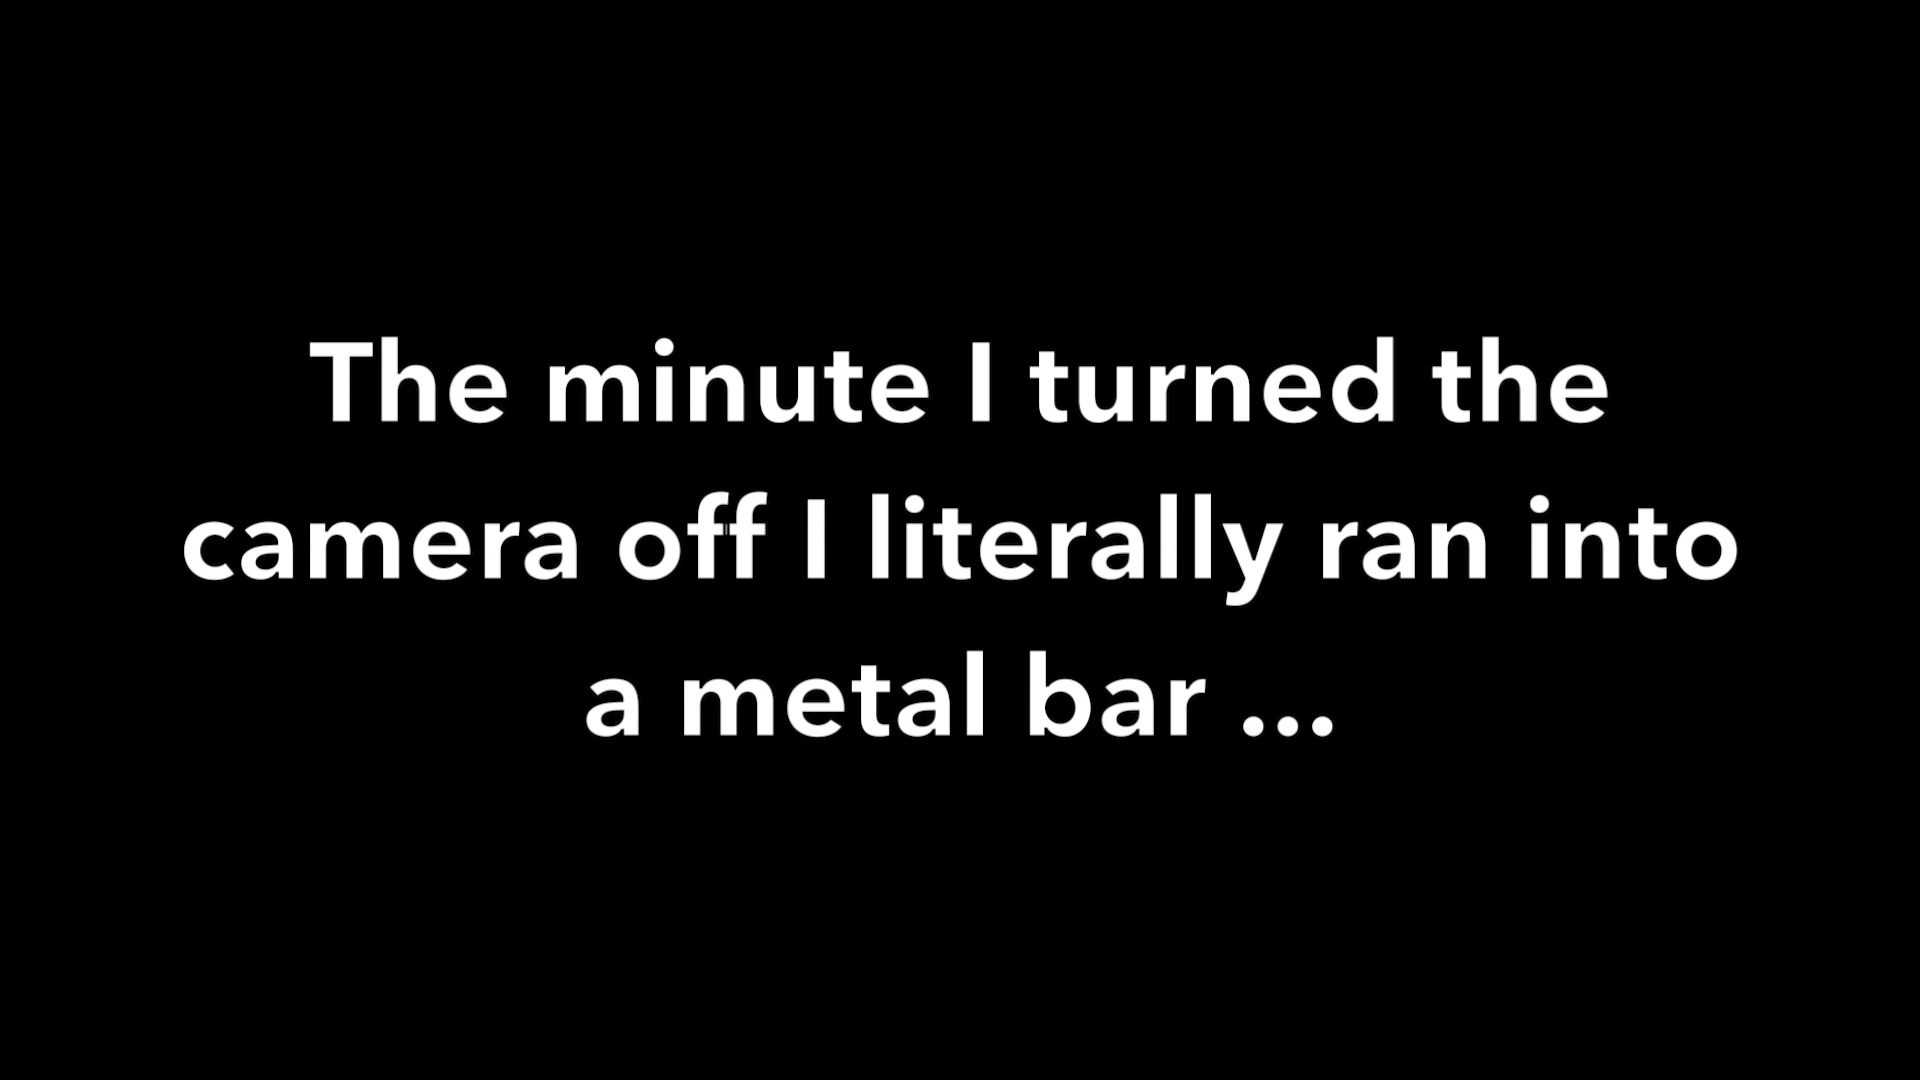 The minute I turned the
camera off I literally ran into
a metal bar ...